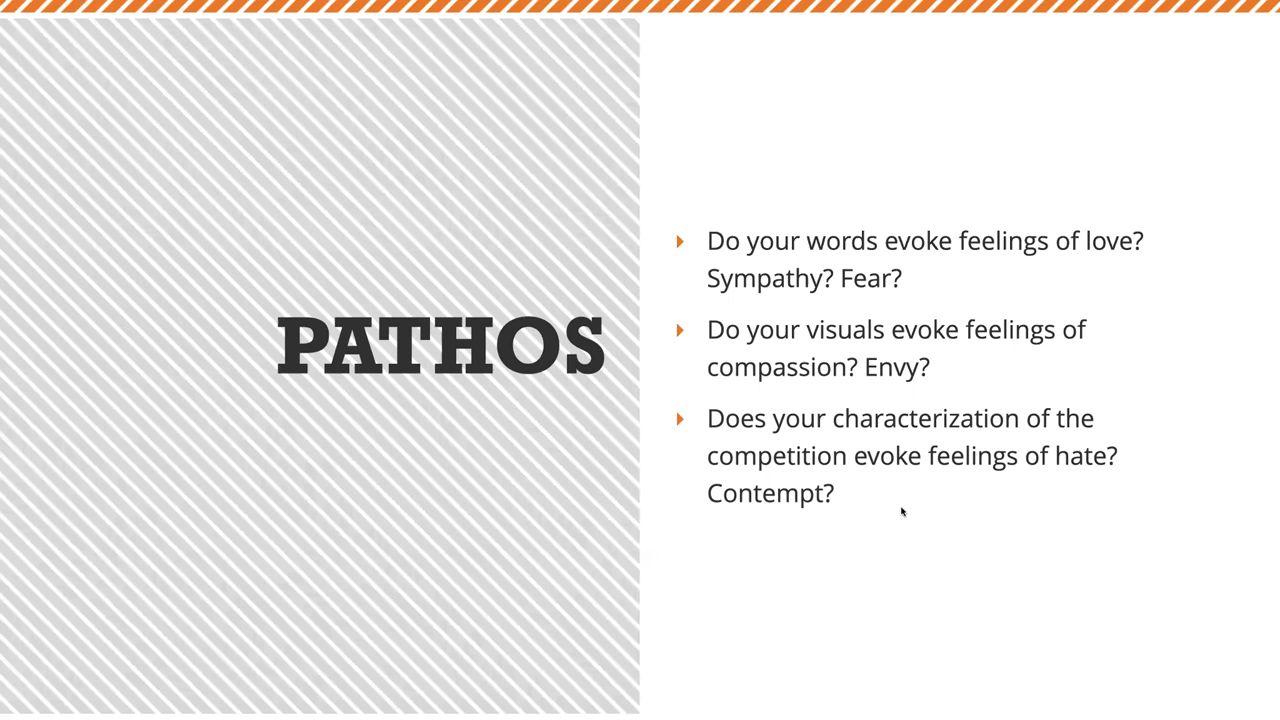 PATHOS
Do your words evoke feelings of love?
Sympathy? Fear?
Do your visuals evoke feelings of
compassion? Envy?
Does your characterization of the
competition evoke feelings of hate?
Contempt?